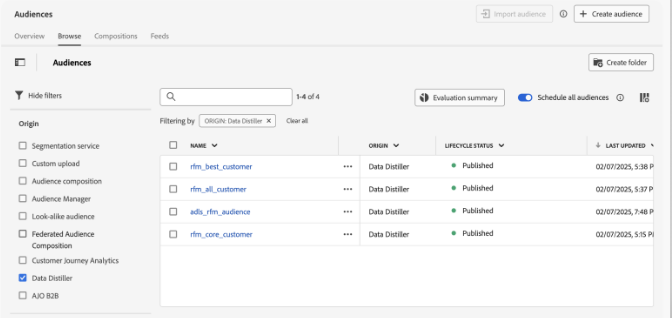 Audiences
Import audience
Create audience
Overview Browse Compositions Feeds
Audiences
Create folder
Hide filters
1-4 of 4
Evaluation summary
Schedule all audiences
Origin
Filtering by ORIGIN: Data Distiller × Clear all
Segmentation service
Custom upload
Audience composition
Audience Manager
Look-alike audience
Federated Audience
Composition
Customer Journey Analytics
Data Distiller
AJO B2B
NAME ORIGIN LIFECYCLE STATUS LAST UPDATED
rfm_best_customer ••• Data Distiller Published 02/07/2025, 5:38 P
rfm_all_customer ••• Data Distiller Published 02/07/2025, 5:37 P
adls_rfm_audience ••• Data Distiller Published 02/07/2025, 7:48 P
rfm_core_customer ••• Data Distiller Published 02/07/2025, 5:15 P